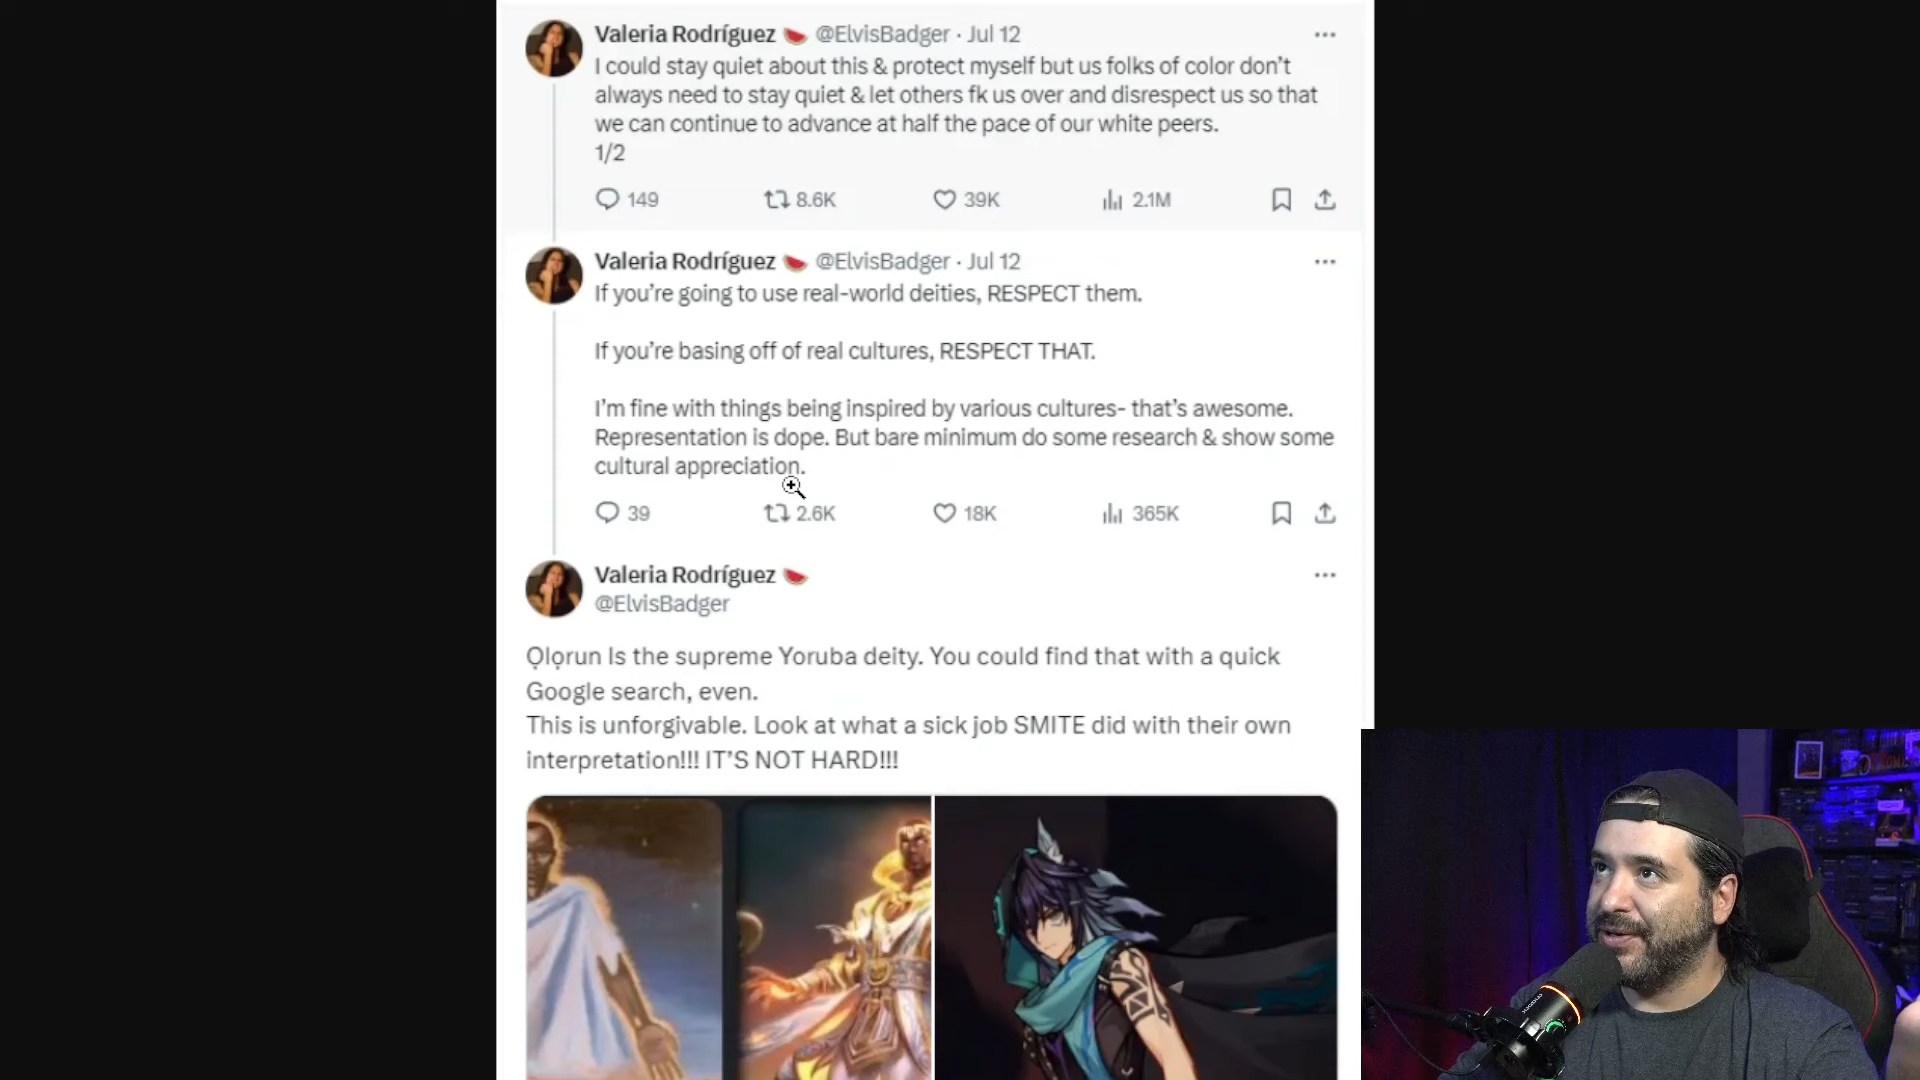 Valeria Rodríguez 🍉 @ElvisBadger · Jul 12
I could stay quiet about this & protect myself but us folks of color don't
always need to stay quiet & let others fk us over and disrespect us so that
we can continue to advance at half the pace of our white peers.
1/2
149 8.6K 39K 2.1M
Valeria Rodríguez 🍉 @ElvisBadger · Jul 12
If you're going to use real-world deities, RESPECT them.
If you're basing off of real cultures, RESPECT THAT.
I'm fine with things being inspired by various cultures- that's awesome.
Representation is dope. But bare minimum do some research & show some
cultural appreciation.
39 2.6K 18K 365K
Valeria Rodríguez 🍉
@ElvisBadger
Ọlọrun Is the supreme Yoruba deity. You could find that with a quick
Google search, even.
This is unforgivable. Look at what a sick job SMITE did with their own
interpretation!!! IT'S NOT HARD!!!